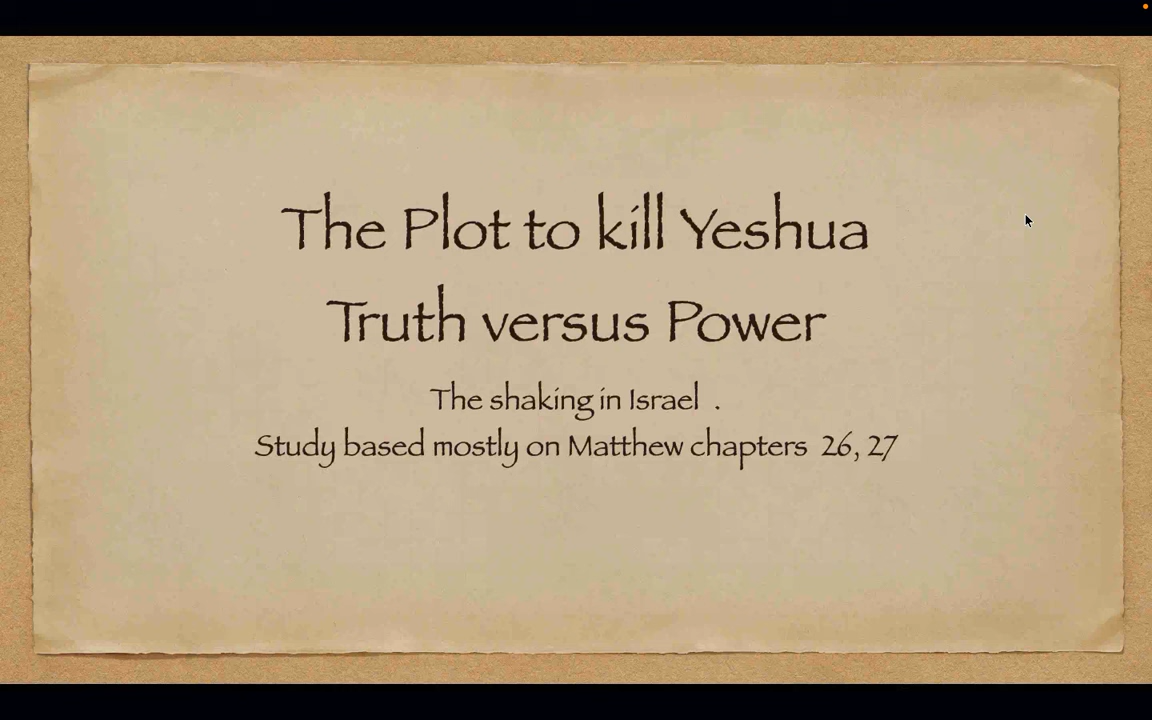 The Plot to kill Yeshua
Truth versus Power
The shaking in Israel .
Study based mostly on Matthew chapters 26, 27